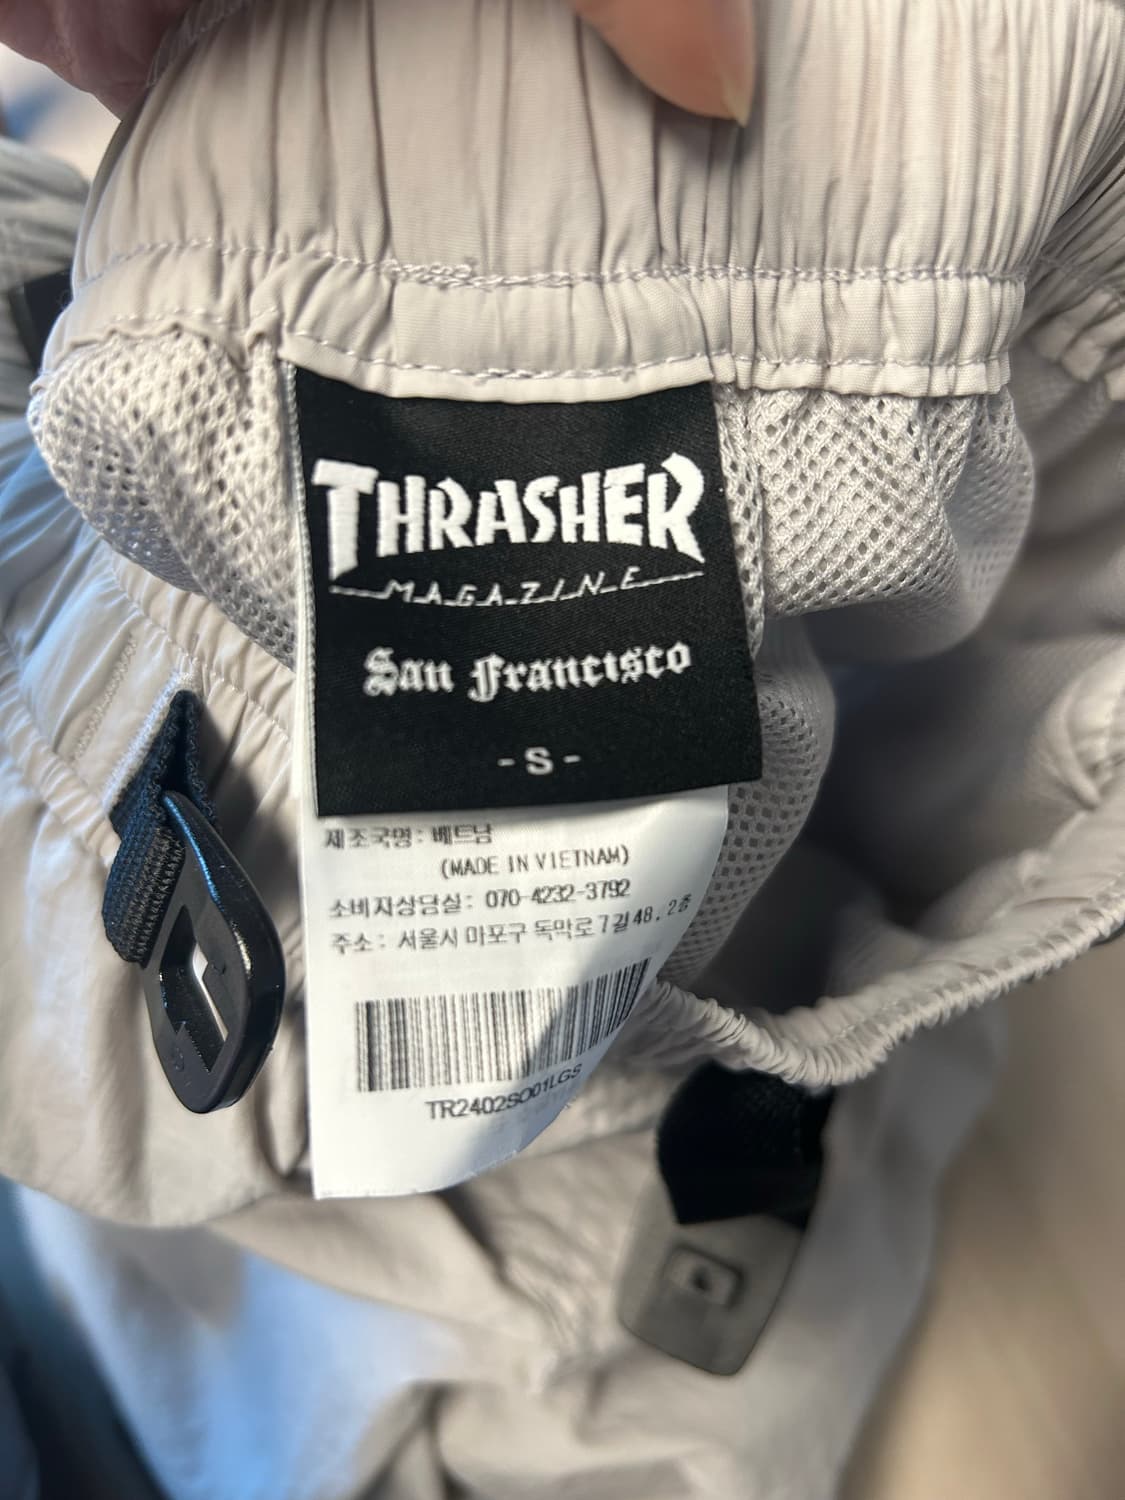 THRASHER
MAGAZINE
San Francisco
- S -
제조국명 : 베트남
(MADE IN VIETNAM)
소비자상담실 : 070-4232-3792
주소 : 서울시 마포구 독막로7길 48, 2층
TR2402SO01LGS